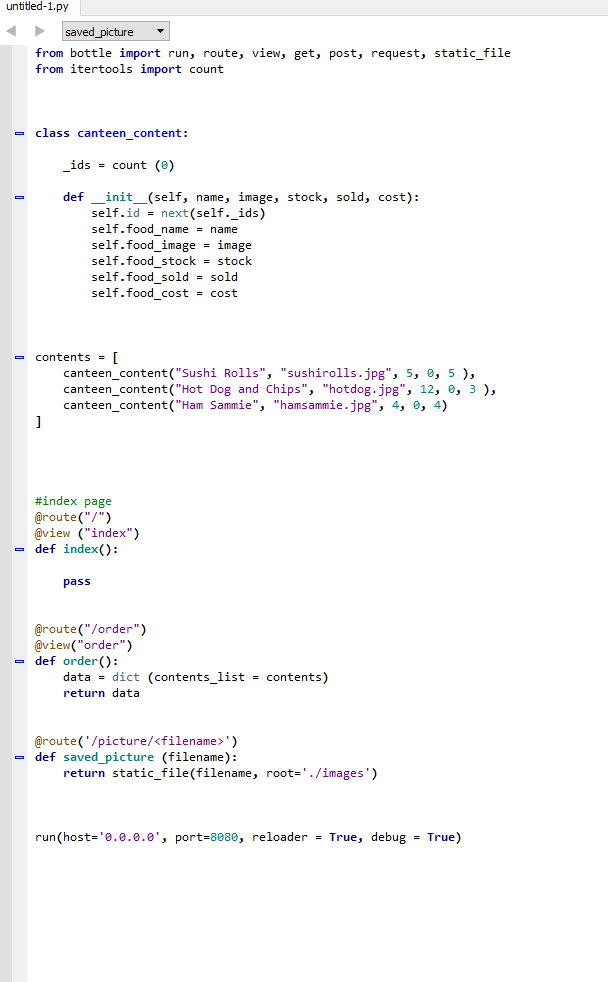 untitled-1.py
saved_picture
from bottle import run, route, view, get, post, request, static_file
from itertools import count
class canteen_content:
    _ids = count (0)
    def __init__(self, name, image, stock, sold, cost):
        self.id = next(self._ids)
        self.food_name = name
        self.food_image = image
        self.food_stock = stock
        self.food_sold = sold
        self.food_cost = cost
contents = [
    canteen_content("Sushi Rolls", "sushirolls.jpg", 5, 0, 5 ),
    canteen_content("Hot Dog and Chips", "hotdog.jpg", 12, 0, 3 ),
    canteen_content("Ham Sammie", "hamsammie.jpg", 4, 0, 4)
]
#index page
@route("/")
@view ("index")
def index():
    pass
@route("/order")
@view("order")
def order():
    data = dict (contents_list = contents)
    return data
@route('/picture/<filename>')
def saved_picture (filename):
    return static_file(filename, root='./images')
run(host='0.0.0.0', port=8080, reloader = True, debug = True)